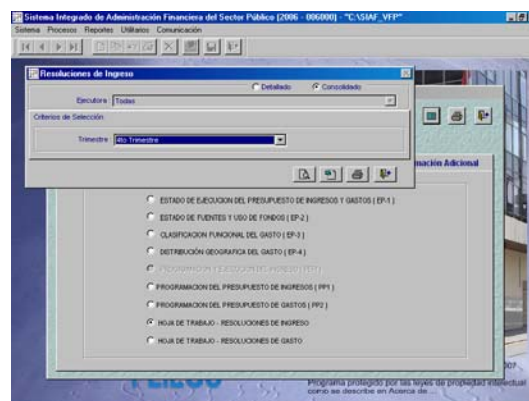 Sistema Integrado de Administración Financiera del Sector Público [2006 - 006000] - "C:\SIAF_VFP"
Sistema Procesos Reportes Utilitarios Comunicación
Resoluciones de Ingreso
Detallado Consolidado
Ejecutora : Todas
Criterios de Selección
Trimestre : 4to Trimestre
mación Adicional
ESTADO DE EJECUCION DEL PRESUPUESTO DE INGRESOS Y GASTOS ( EP-1 )
ESTADO DE FUENTES Y USO DE FONDOS ( EP-2 )
CLASIFICACION FUNCIONAL DEL GASTO ( EP-3 )
DISTRIBUCIÓN GEOGRAFICA DEL GASTO ( EP-4 )
PROGRAMACION DEL PRESUPUESTO DE INGRESOS ( PP1 )
PROGRAMACION DEL PRESUPUESTO DE GASTOS ( PP2 )
HOJA DE TRABAJO - RESOLUCIONES DE INGRESO
HOJA DE TRABAJO - RESOLUCIONES DE GASTO
007
Programa protegido por las leyes de propiedad intelectual
como se describe en Acerca de ...